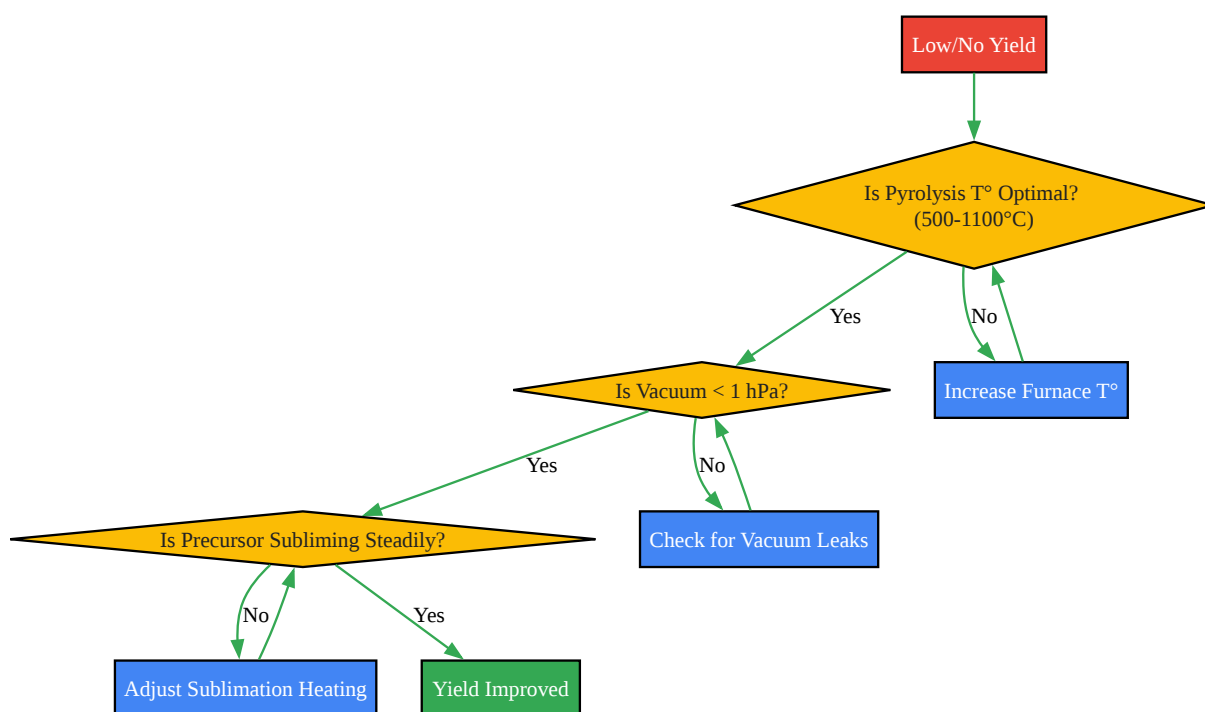 Low/No Yield
Is Pyrolysis T° Optimal?
(500-1100°C)
Yes
No
Is Vacuum < 1 hPa?
Increase Furnace T°
Yes
No
Is Precursor Subliming Steadily?
Check for Vacuum Leaks
No
Yes
Adjust Sublimation Heating
Yield Improved